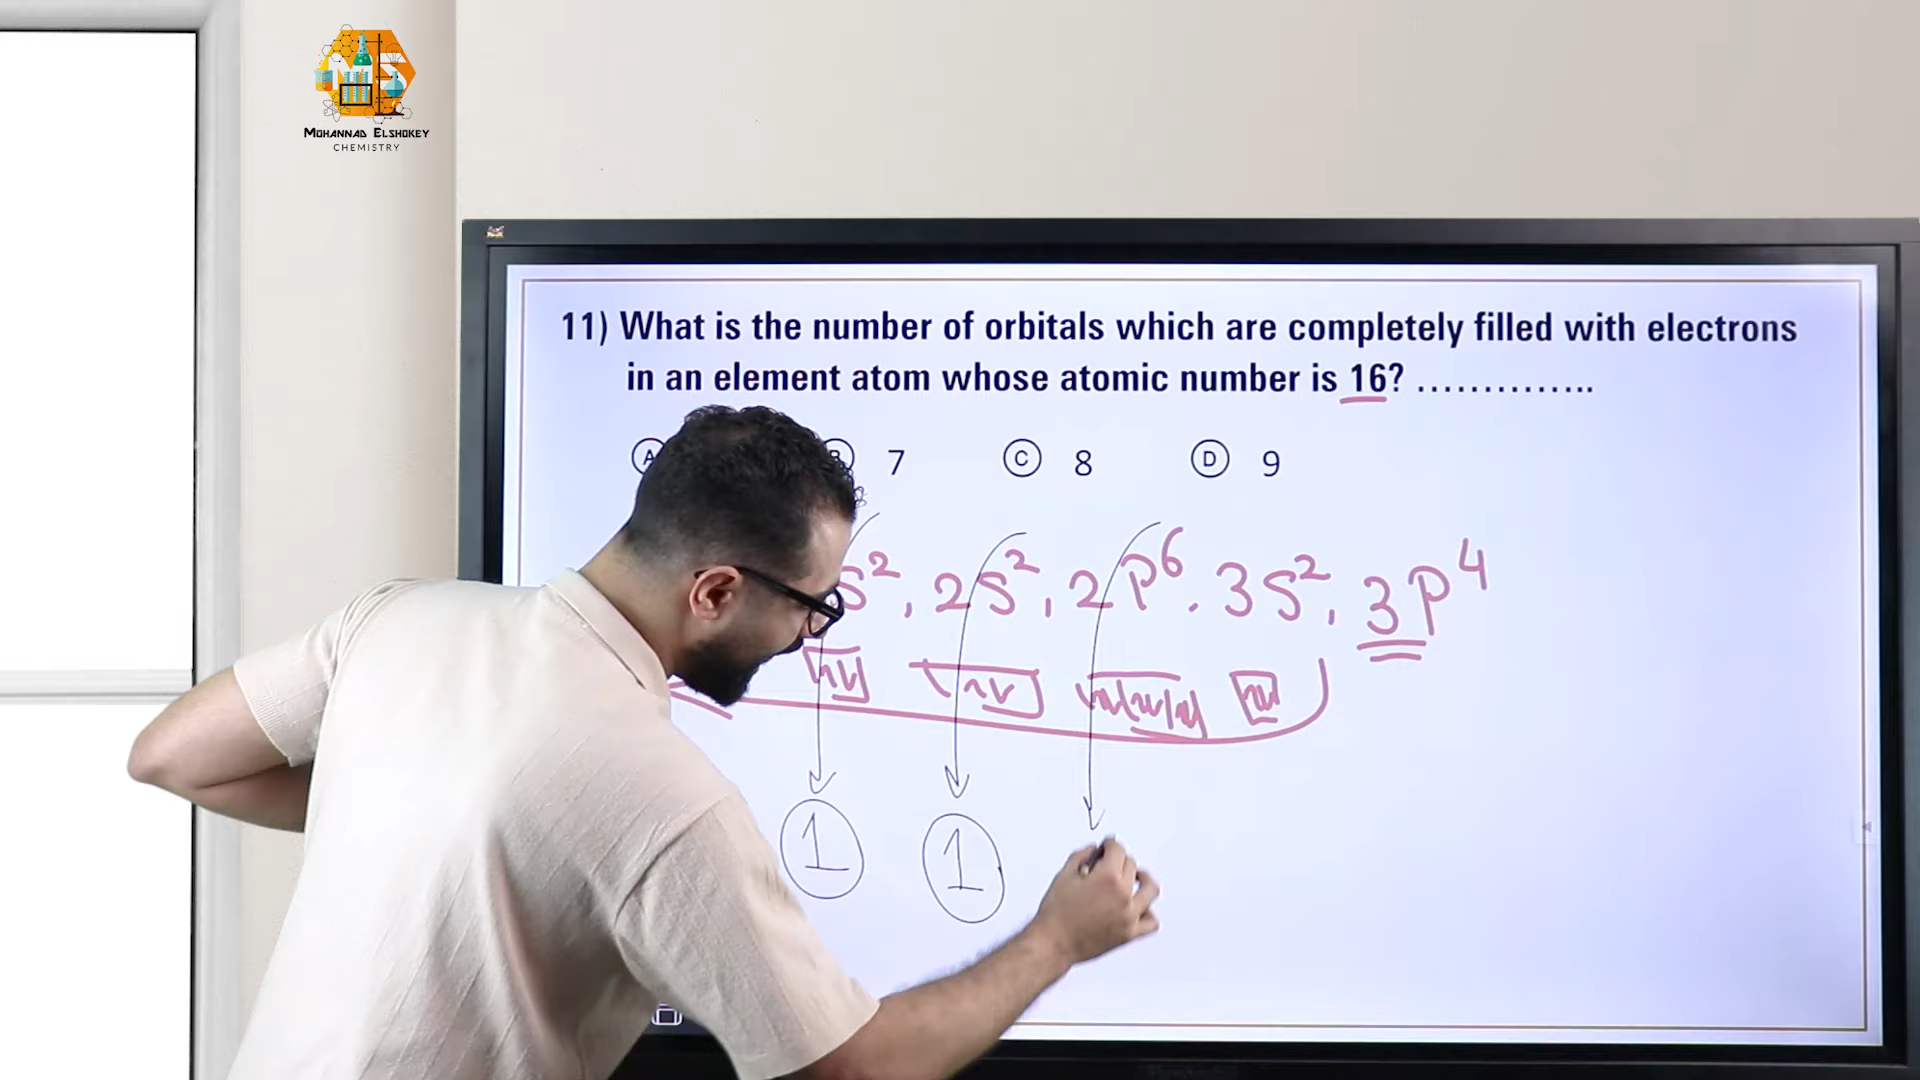 MOHANNAD ELSHOKEY
CHEMISTRY
11) What is the number of orbitals which are completely filled with electrons
in an element atom whose atomic number is 16? ..............
A B 7 C 8 D 9
S², 2S², 2P⁶. 3S², 3P⁴
1 1